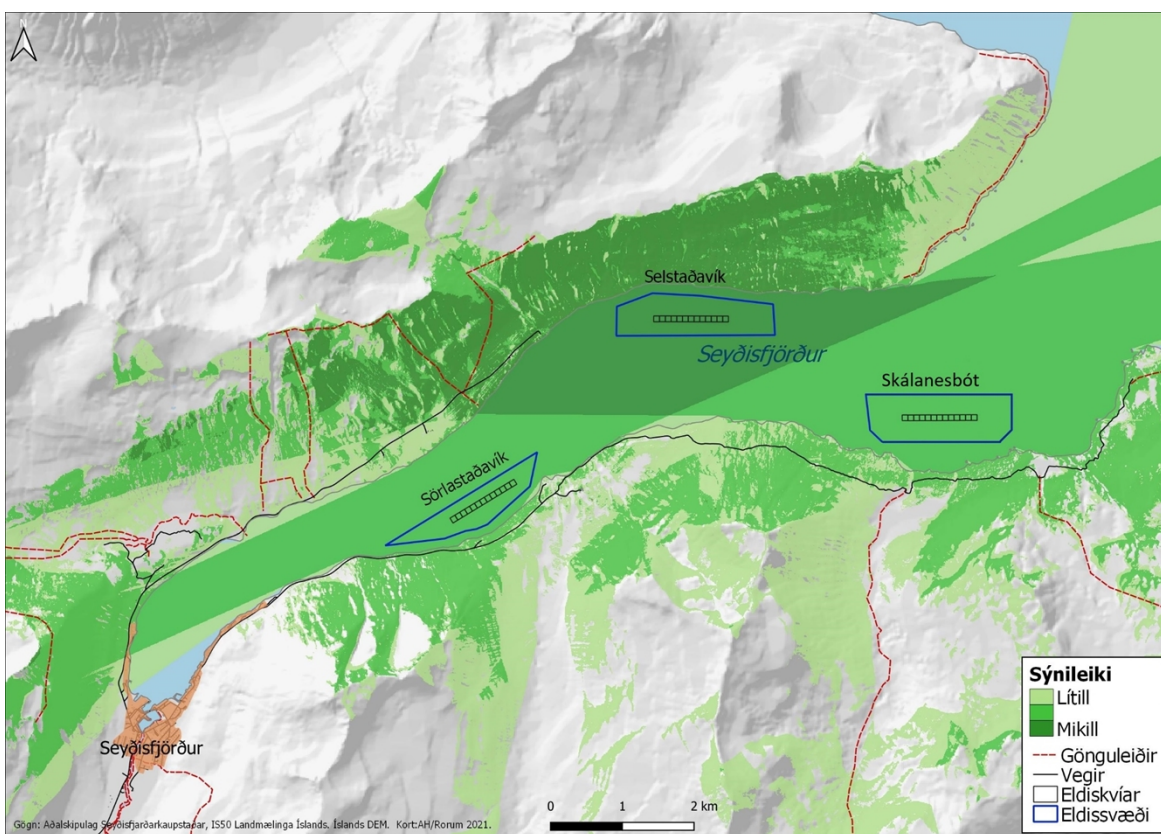 N
Selstaðavík
Seyðisfjörður
Skálanesbót
Sörlastaðavík
Seyðisfjörður
Sýnileiki
Lítill
Mikill
Gönguleiðir
Vegir
Eldiskvíar
Eldissvæði
0 1 2 km
Gögn: Aðalskipulag Seyðisfjarðarkaupstaðar, IS50 Landmælinga Íslands. Íslands DEM. Kort:AH/Rorum 2021.